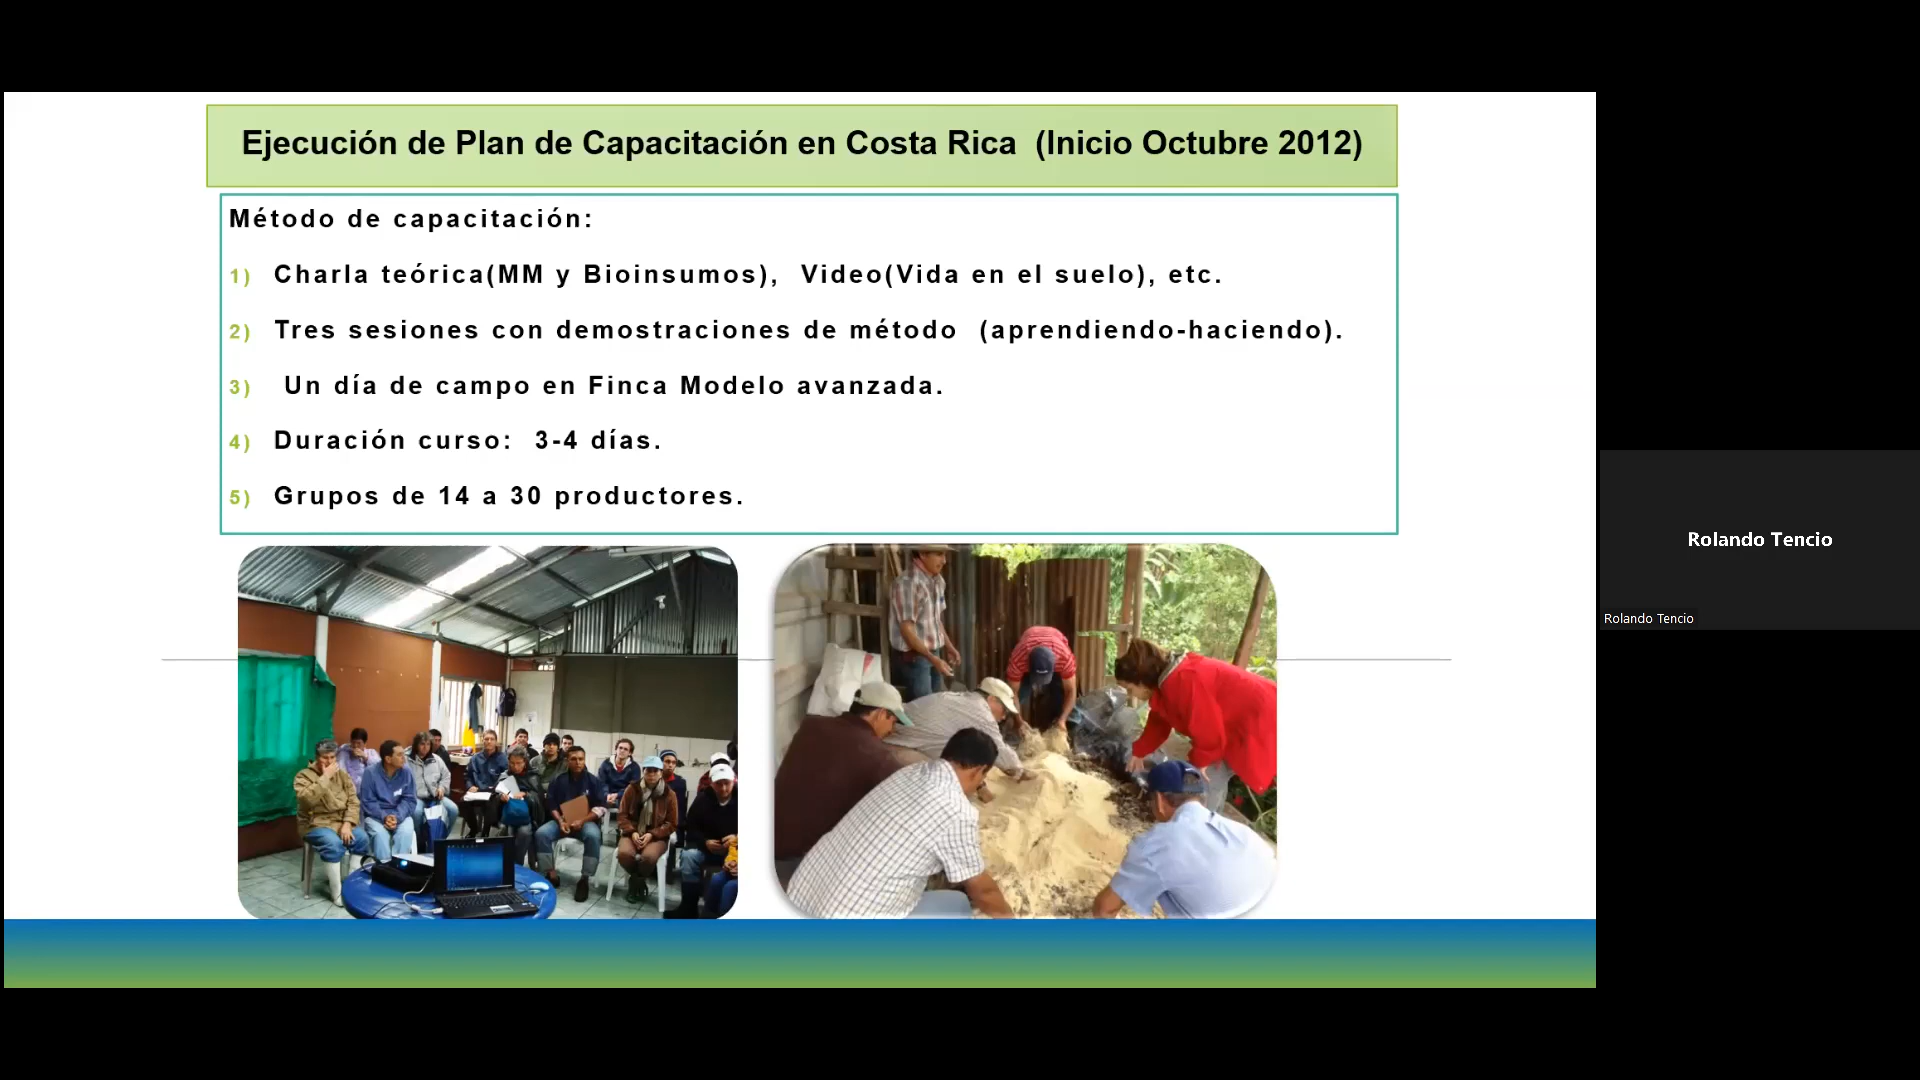 Ejecución de Plan de Capacitación en Costa Rica (Inicio Octubre 2012)
Método de capacitación:
1) Charla teórica(MM y Bioinsumos), Video(Vida en el suelo), etc.
2) Tres sesiones con demostraciones de método (aprendiendo-haciendo).
3) Un día de campo en Finca Modelo avanzada.
4) Duración curso: 3-4 días.
5) Grupos de 14 a 30 productores.
Rolando Tencio
Rolando Tencio